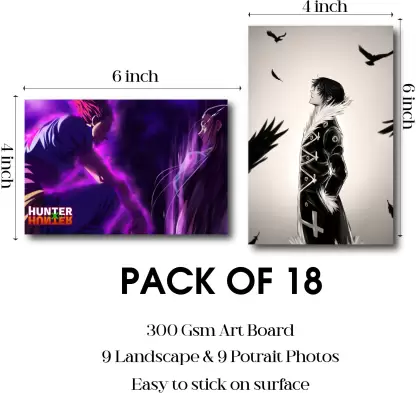 4 inch
6 inch
4 inch
6 inch
HUNTER
HUNTER
PACK OF 18
300 Gsm Art Board
9 Landscape & 9 Potrait Photos
Easy to stick on surface